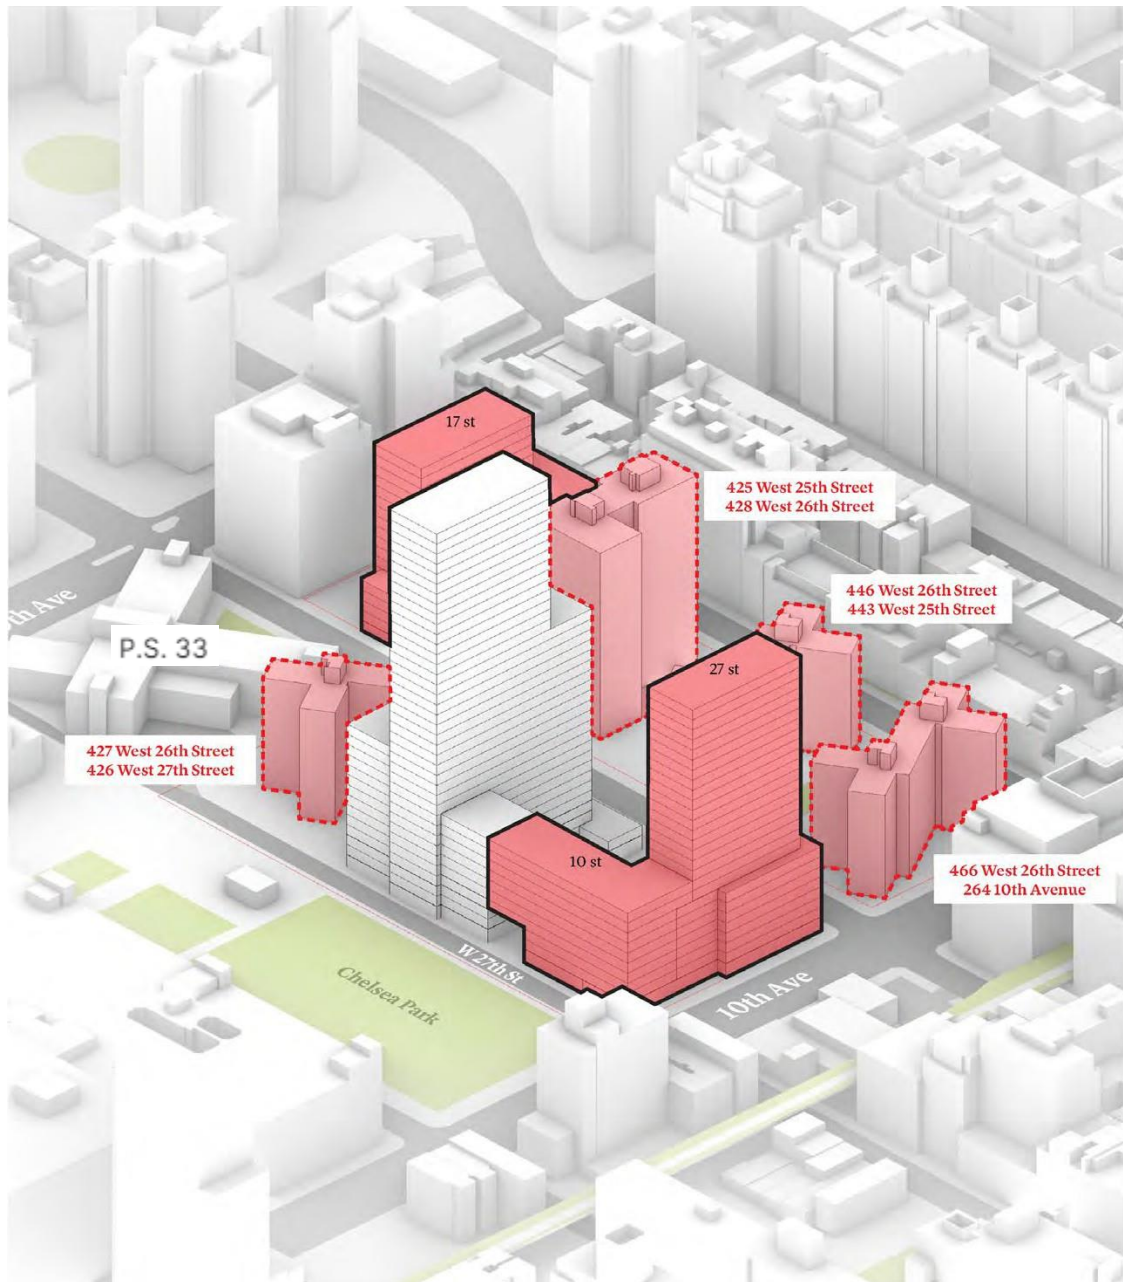 17 st
425 West 25th Street
428 West 26th Street
446 West 26th Street
443 West 25th Street
th Ave
P.S. 33
27 st
427 West 26th Street
426 West 27th Street
10 st
466 West 26th Street
264 10th Avenue
W 27th St
Chelsea Park
10th Ave